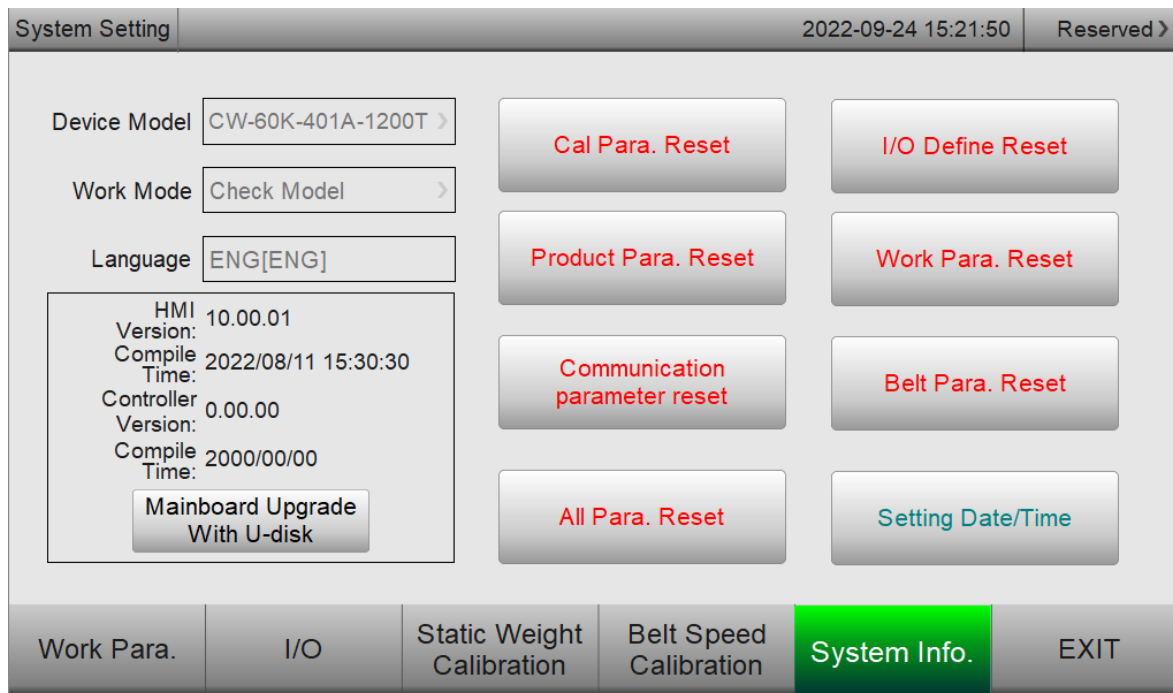 System Setting
2022-09-24 15:21:50
Reserved
Device Model
CW-60K-401A-1200T
Work Mode
Check Model
Language
ENG[ENG]
HMI
Version:
10.00.01
Compile
Time:
2022/08/11 15:30:30
Controller
Version:
0.00.00
Compile
Time:
2000/00/00
Mainboard Upgrade
With U-disk
Cal Para. Reset
I/O Define Reset
Product Para. Reset
Work Para. Reset
Communication
parameter reset
Belt Para. Reset
All Para. Reset
Setting Date/Time
Work Para.
I/O
Static Weight
Calibration
Belt Speed
Calibration
System Info.
EXIT